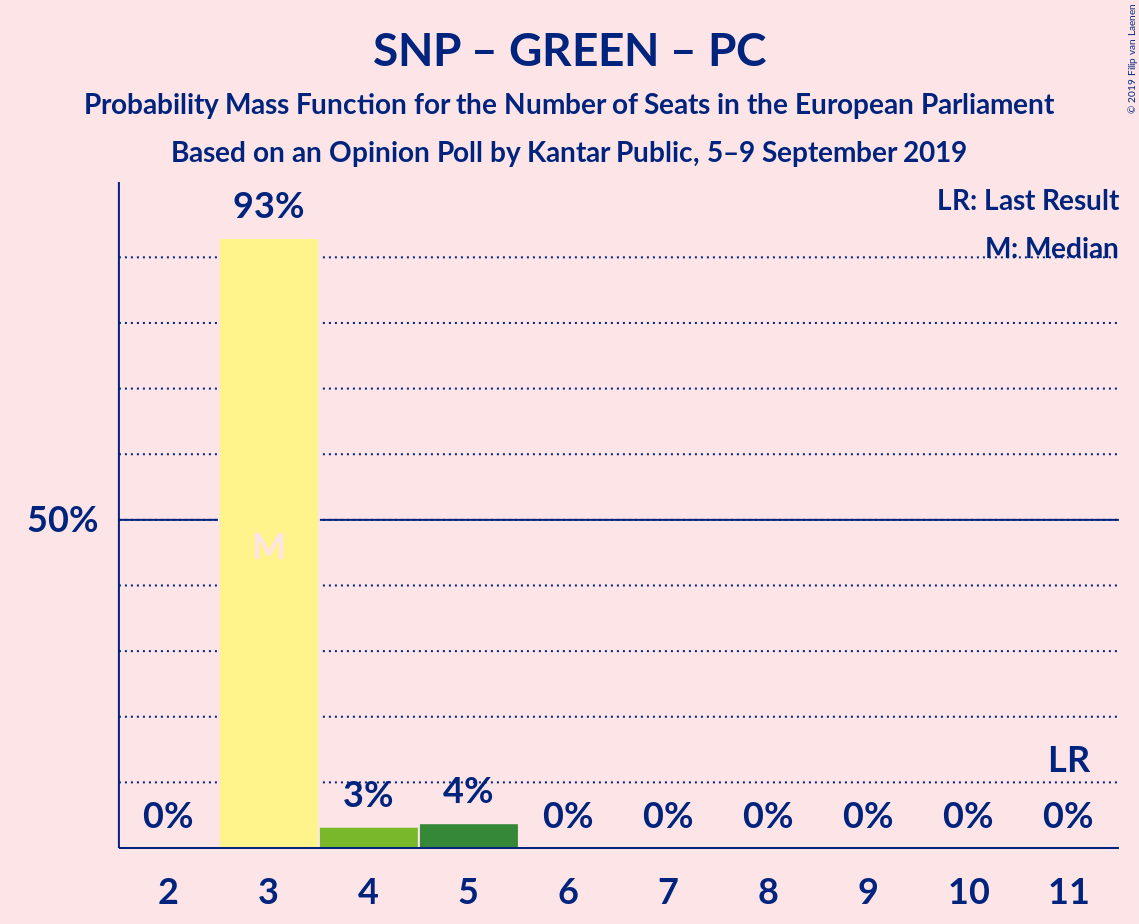 SNP – GREEN – PC
Probability Mass Function for the Number of Seats in the European Parliament
Based on an Opinion Poll by Kantar Public, 5–9 September 2019
© 2019 Filip van Laenen
LR: Last Result
M: Median
93%
50%
M
LR
0%
3%
4%
0%
0%
0%
0%
0%
0%
2 3 4 5 6 7 8 9 10 11